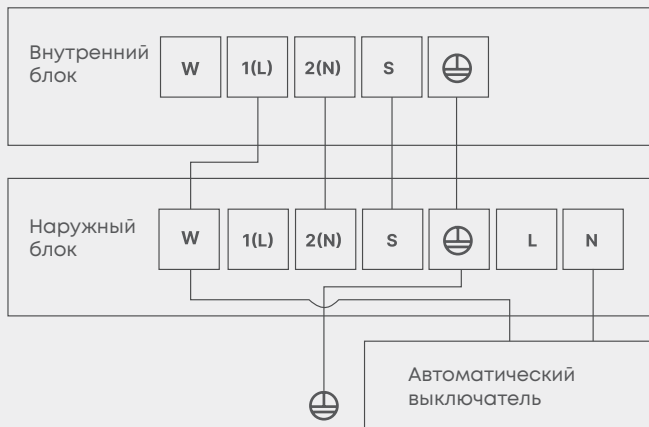 Внутренний
блок
W 1(L) 2(N) S
Наружный
блок
W 1(L) 2(N) S L N
Автоматический
выключатель